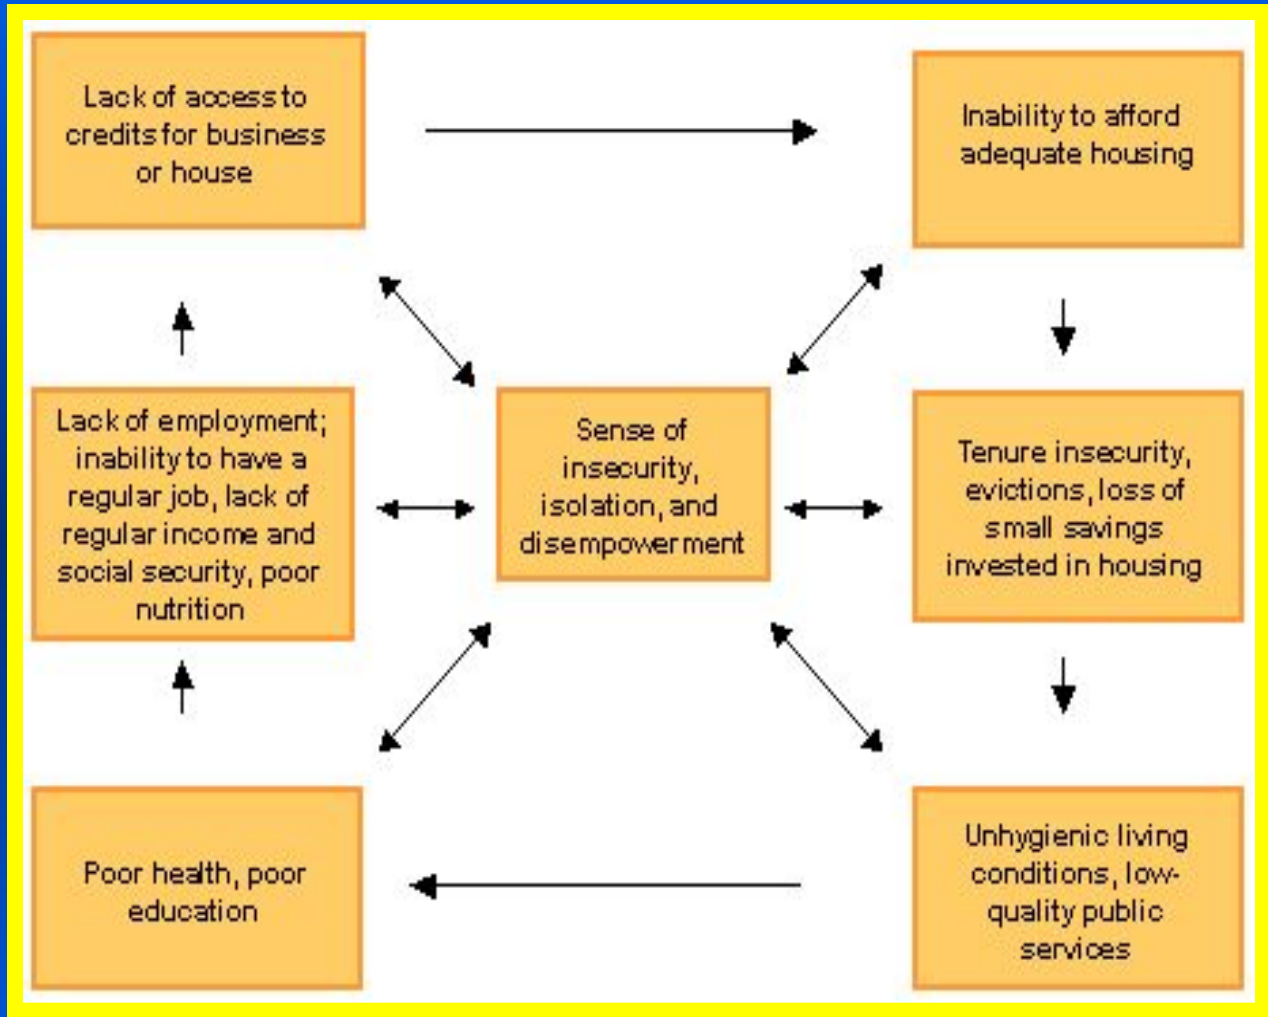 Lack of access to
credits for business
or house
Inability to afford
adequate housing
Lack of employment;
inability to have a
regular job, lack of
regular income and
social security, poor
nutrition
Sense of
insecurity,
isolation, and
disempowerment
Tenure insecurity,
evictions, loss of
small savings
invested in housing
Poor health, poor
education
Unhygienic living
conditions, low-
quality public
services